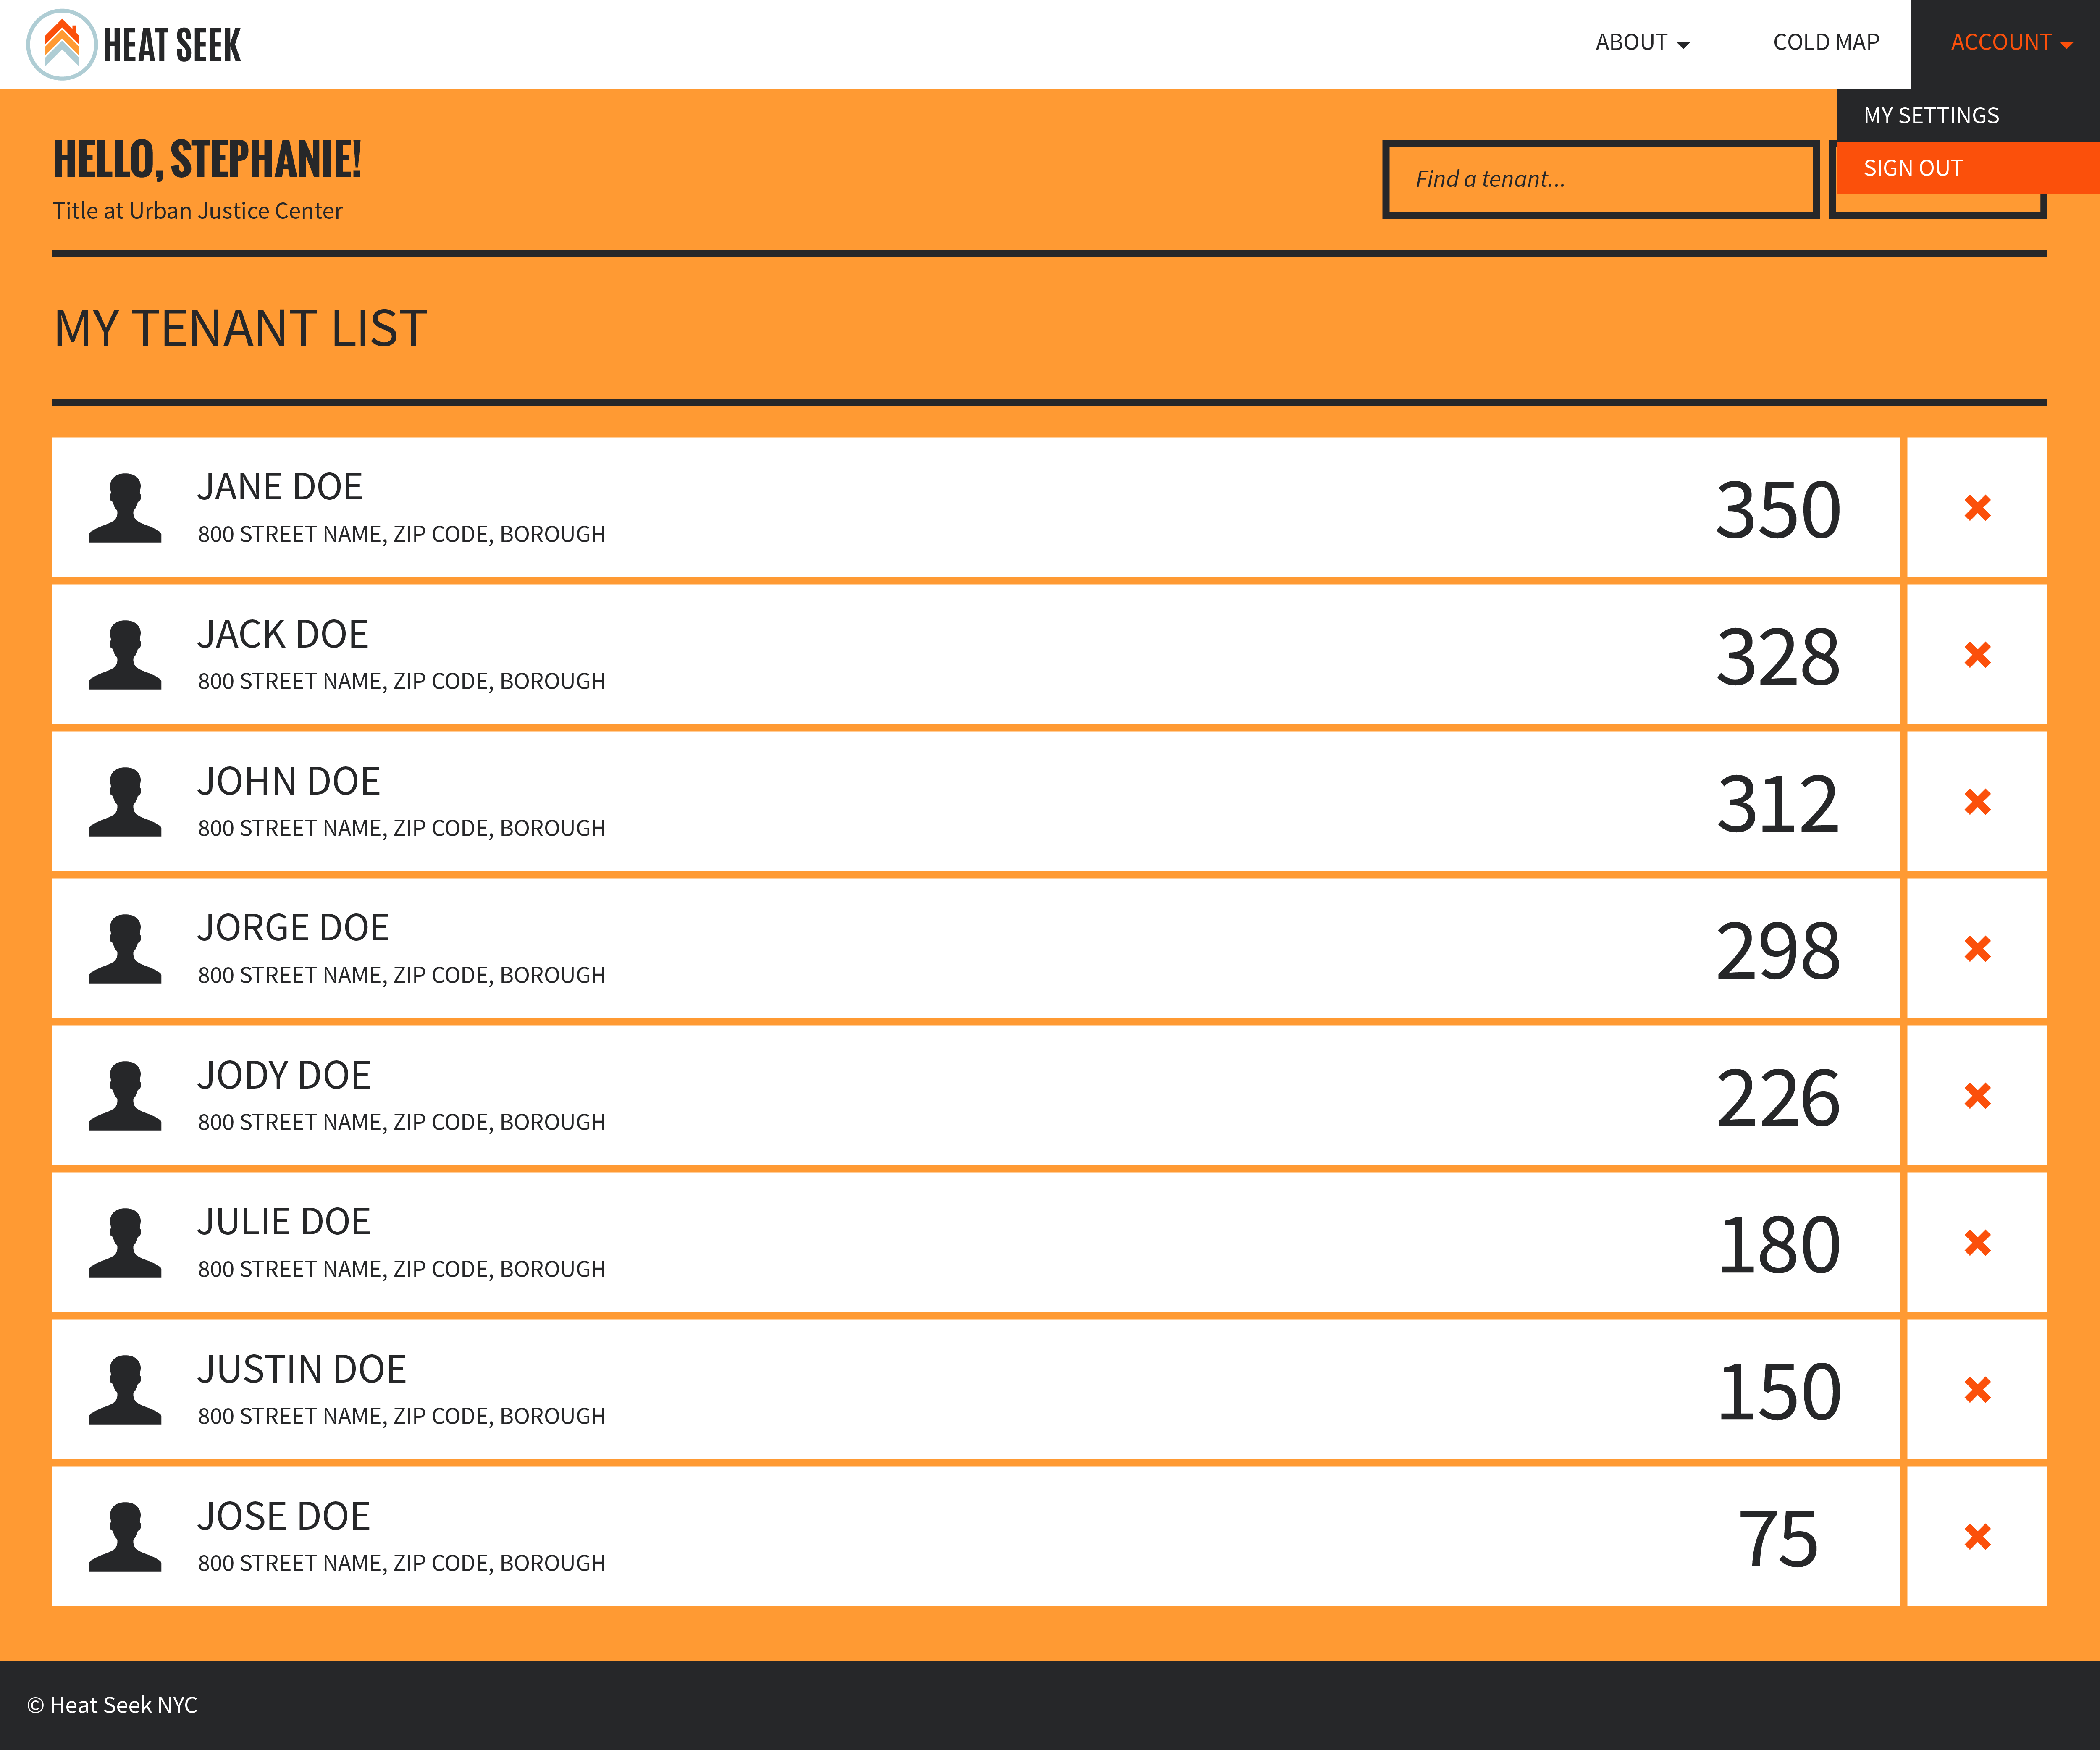 HEAT SEEK
ABOUT
COLD MAP
ACCOUNT
MY SETTINGS
SIGN OUT
HELLO, STEPHANIE!
Title at Urban Justice Center
Find a tenant...
MY TENANT LIST
JANE DOE
800 STREET NAME, ZIP CODE, BOROUGH
350
JACK DOE
800 STREET NAME, ZIP CODE, BOROUGH
328
JOHN DOE
800 STREET NAME, ZIP CODE, BOROUGH
312
JORGE DOE
800 STREET NAME, ZIP CODE, BOROUGH
298
JODY DOE
800 STREET NAME, ZIP CODE, BOROUGH
226
JULIE DOE
800 STREET NAME, ZIP CODE, BOROUGH
180
JUSTIN DOE
800 STREET NAME, ZIP CODE, BOROUGH
150
JOSE DOE
800 STREET NAME, ZIP CODE, BOROUGH
75
© Heat Seek NYC